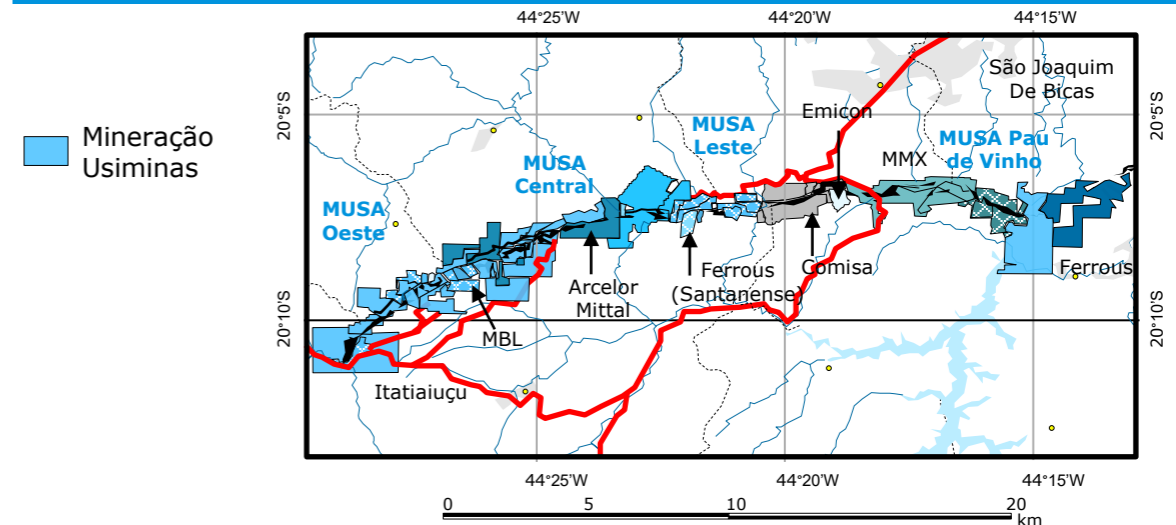 44°25'W 44°20'W 44°15'W
20°5'S
20°5'S
Mineração
Usiminas
São Joaquim
De Bicas
Emicon
MUSA
Leste
MUSA Pau
de Vinho
MMX
MUSA
Central
MUSA
Oeste
Ferrous
(Santanense)
Comisa
Ferrous
Arcelor
Mittal
MBL
20°10'S
20°10'S
Itatiaiuçu
44°25'W 44°20'W 44°15'W
0 5 10 20
km